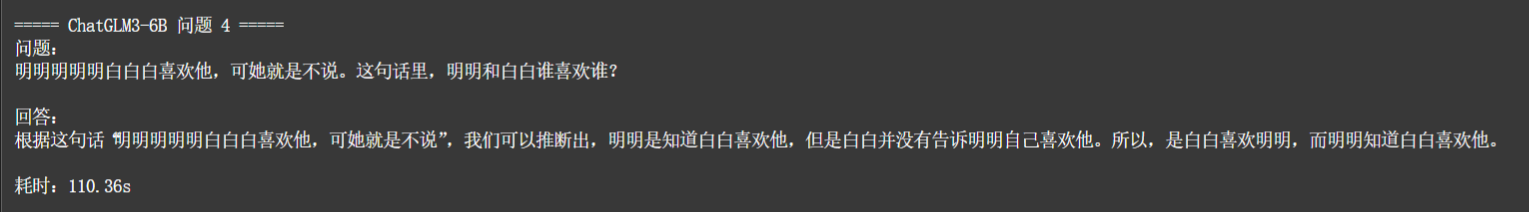 ===== ChatGLM3-6B 问题 4 =====
问题:
明明明明明白白白喜欢他，可她就是不说。这句话里，明明和白白谁喜欢谁？
回答:
根据这句话“明明明明明白白白喜欢他，可她就是不说”，我们可以推断出，明明是知道白白喜欢他，但是白白并没有告诉明明自己喜欢他。所以，是白白喜欢明明，而明明知道白白喜欢他。
耗时: 110.36s